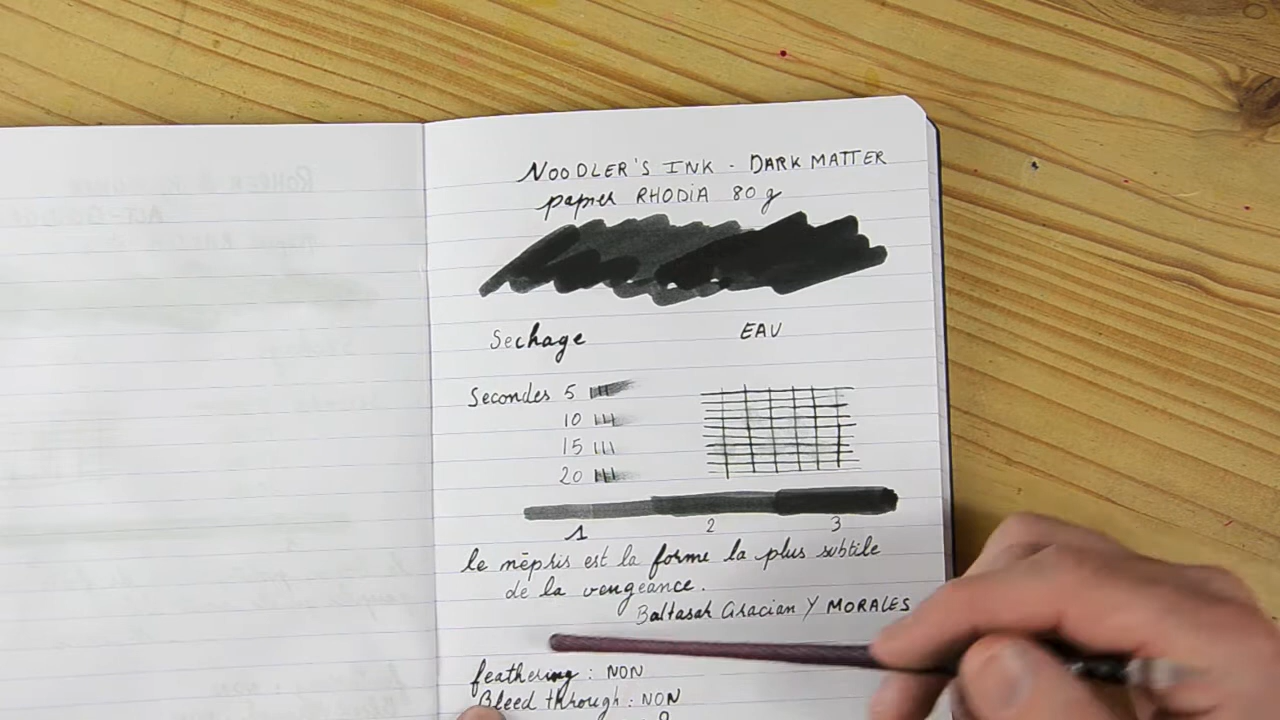 NOODLER'S INK - DARK MATTER
papier RHODIA 80 g
Sechage
EAU
Secondes 5
10
15
20
1 2 3
le mépris est la forme la plus subtile
de la vengeance.
Baltasar Gracian Y MORALES
feathering : NON
Bleed through : NON